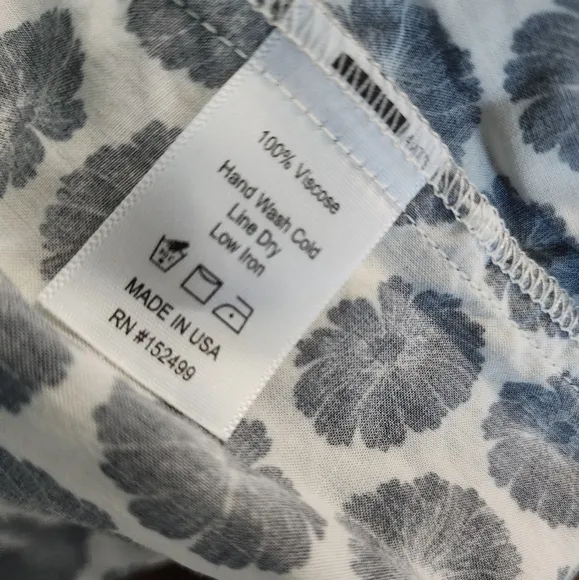 100% Viscose
Hand Wash Cold
Line Dry
Low Iron
MADE IN USA
RN #152499